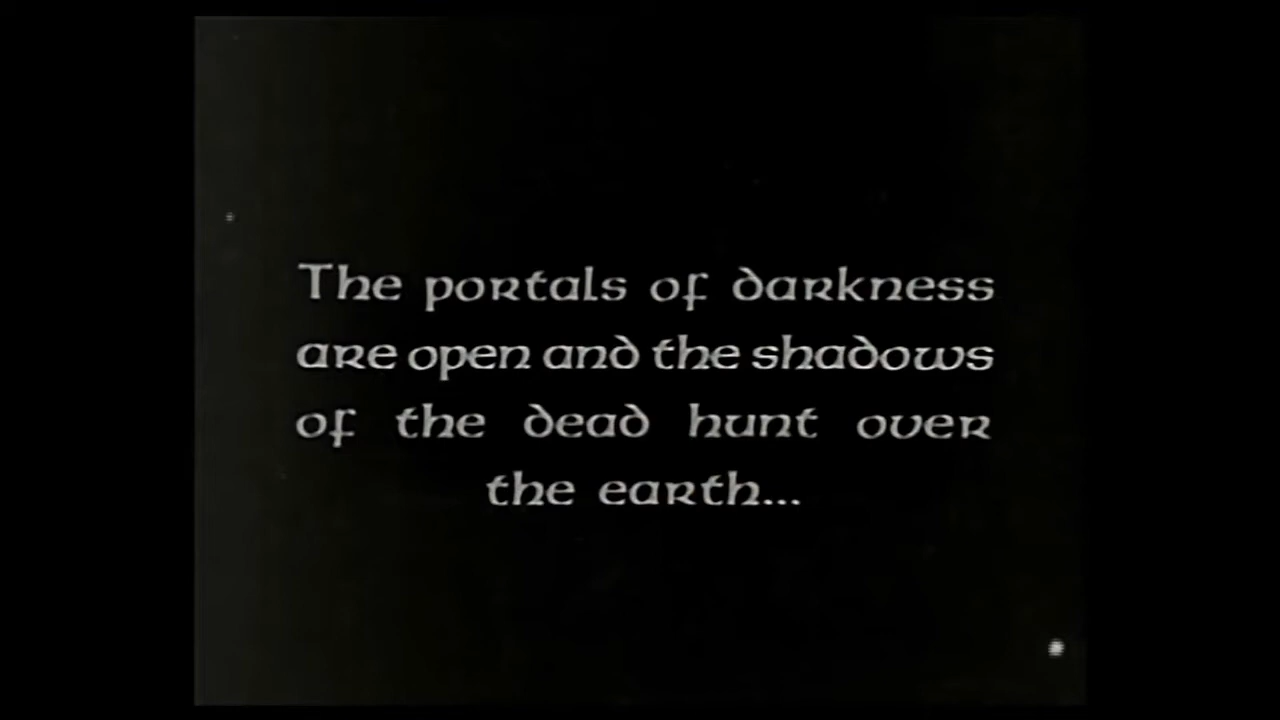 The portals of darkness
are open and the shadows
of the dead hunt over
the earth...